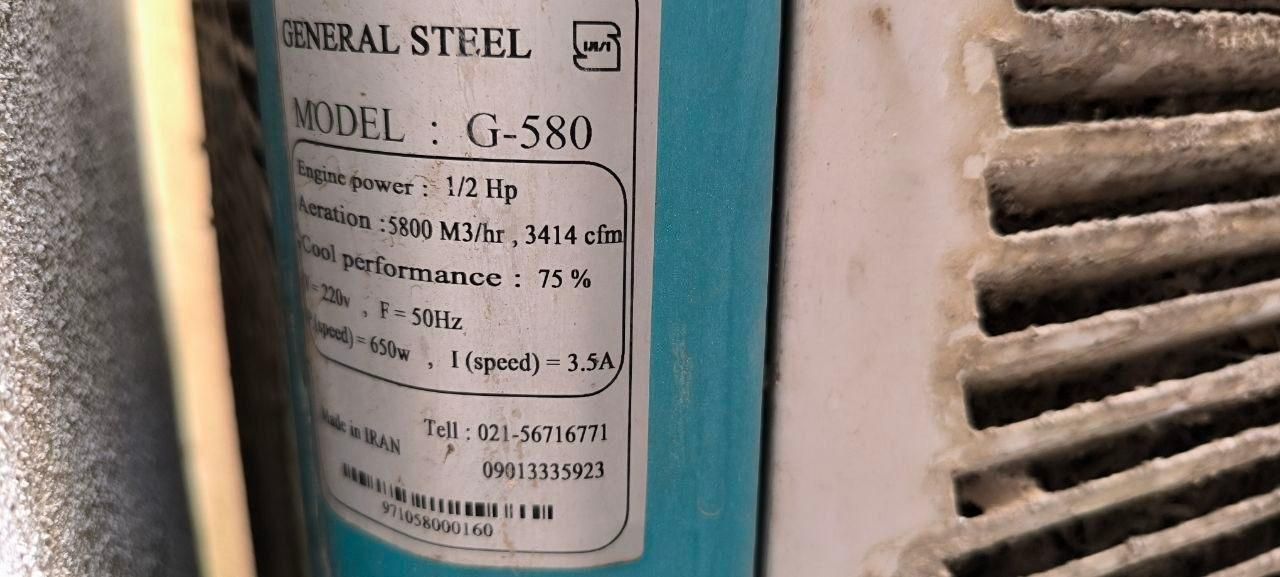 GENERAL STEEL
MODEL : G-580
Engine power : 1/2 Hp
Aeration :5800 M3/hr , 3414 cfm
Cool performance : 75 %
V = 220v , F = 50Hz
P (speed) = 650w , I (speed) = 3.5A
Made in IRAN
Tell : 021-56716771
09013335923
971058000160